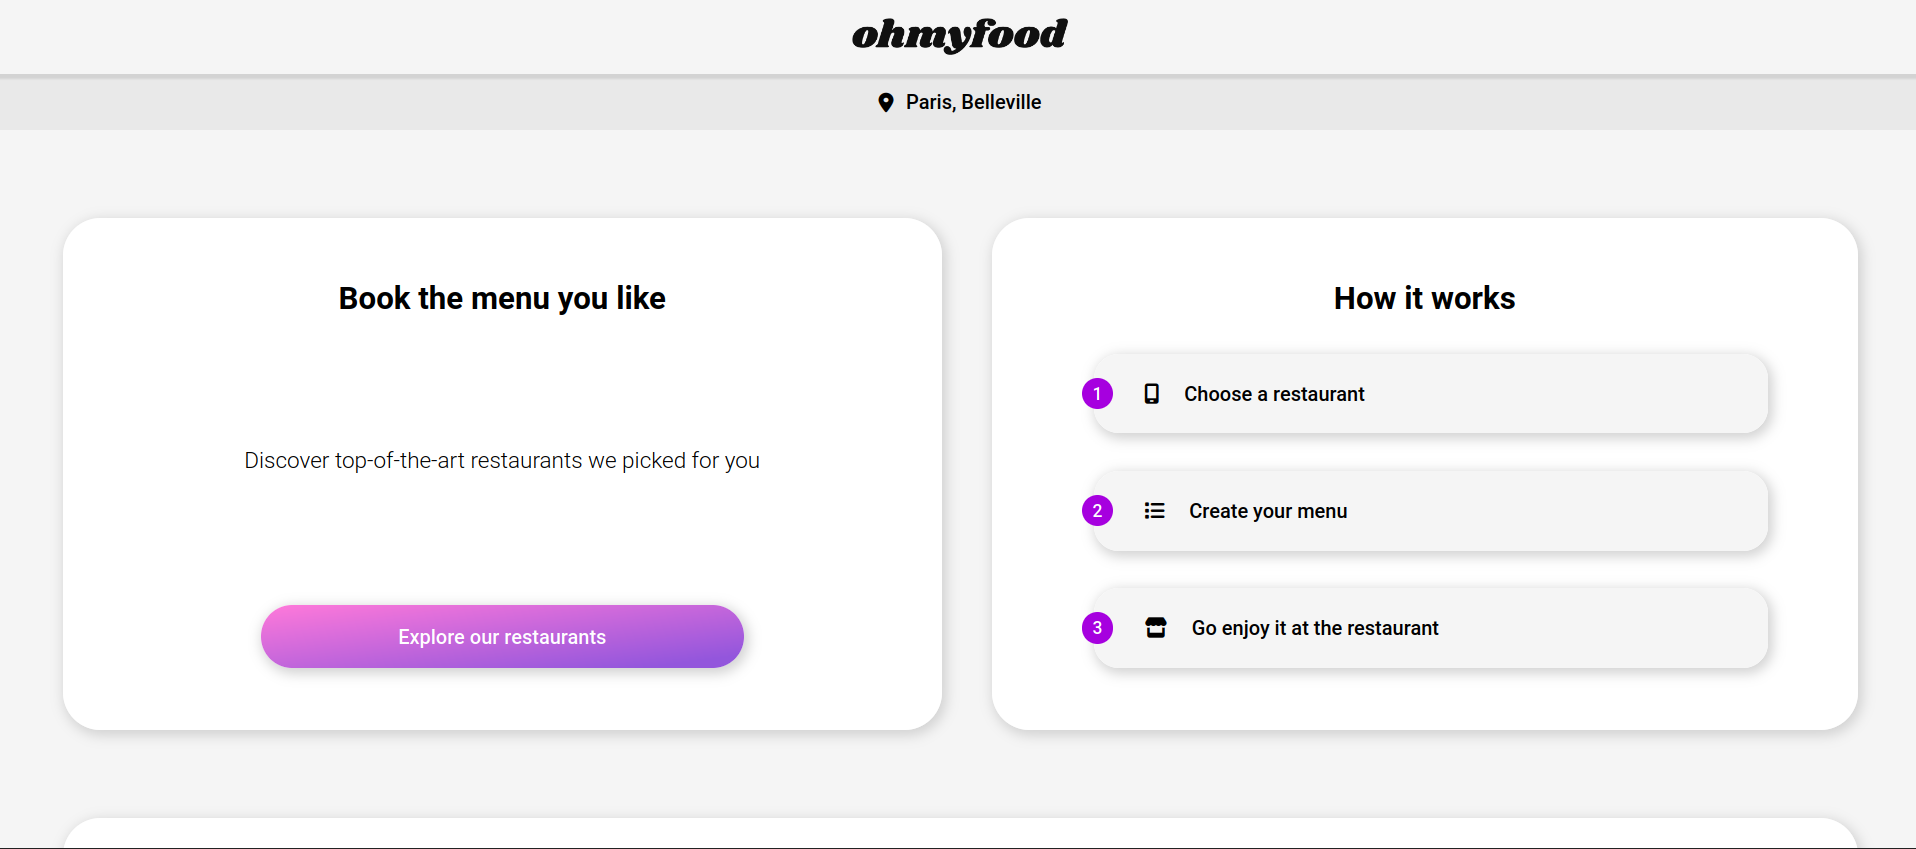 ohmyfood
Paris, Belleville
Book the menu you like
Discover top-of-the-art restaurants we picked for you
Explore our restaurants
How it works
1 Choose a restaurant
2 Create your menu
3 Go enjoy it at the restaurant